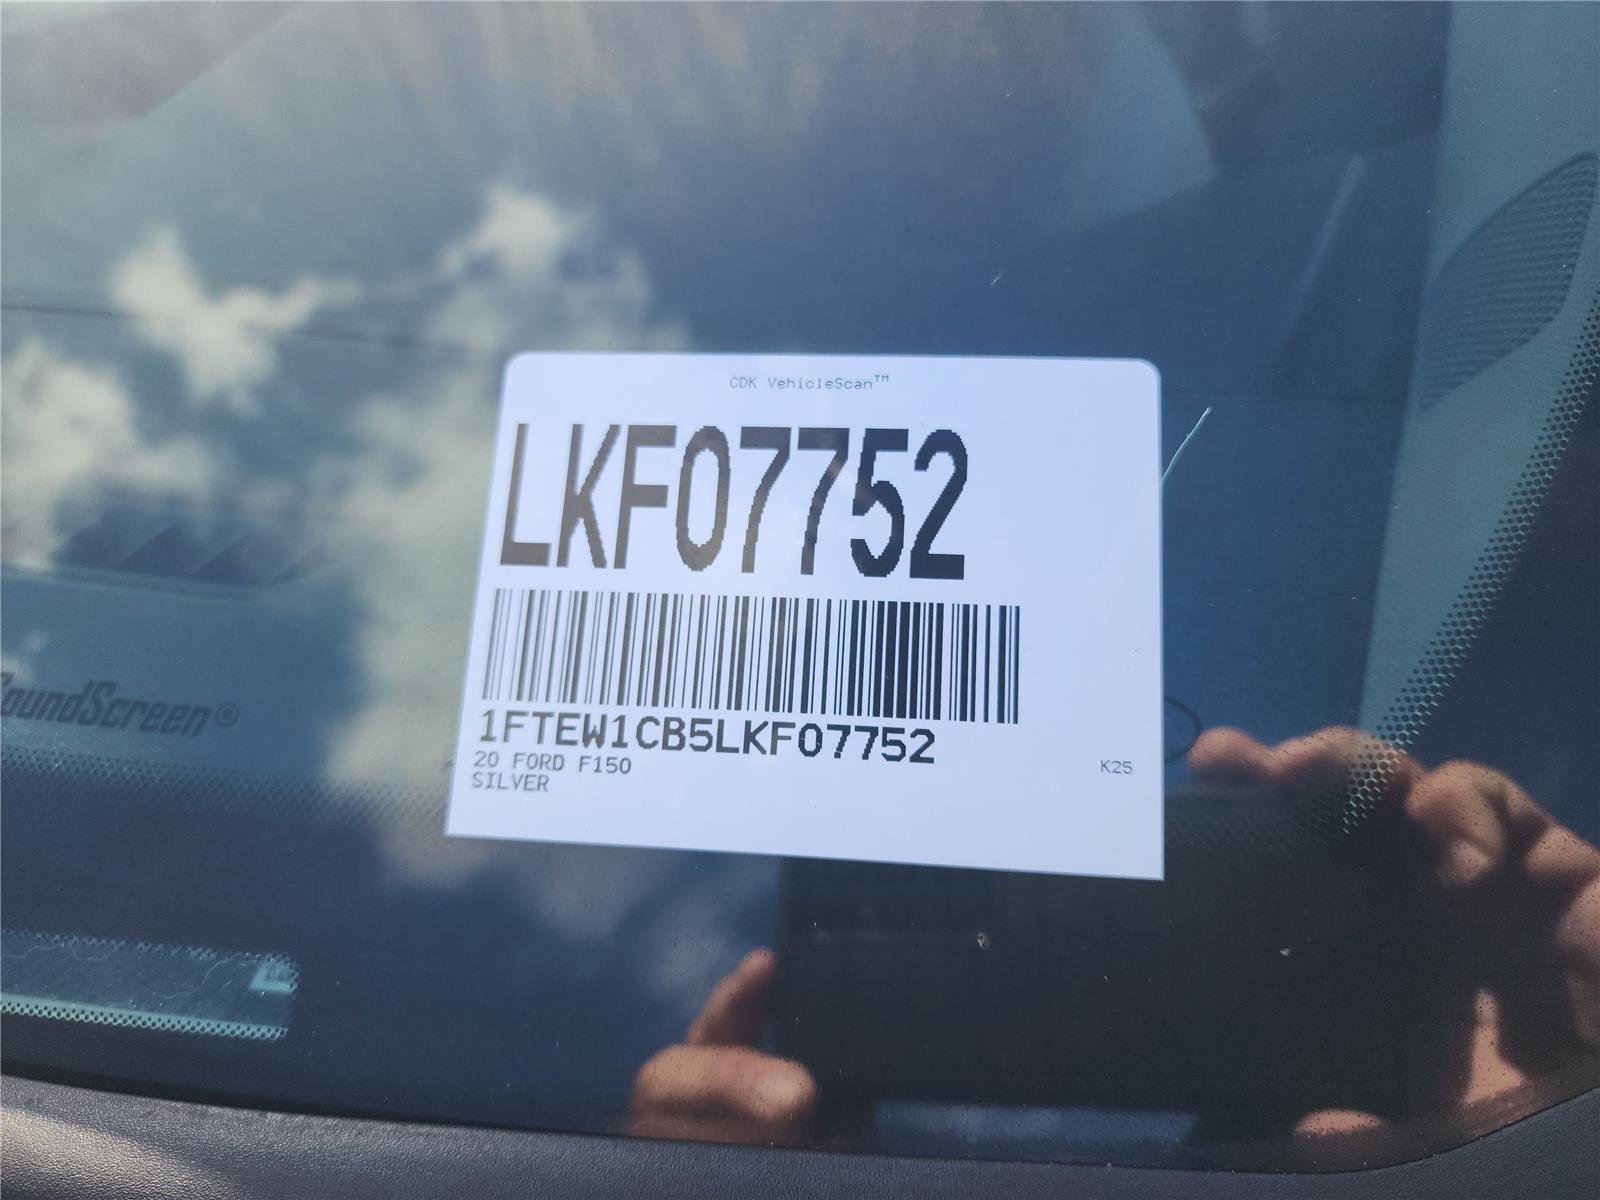 CDK VehicleScan™
LKF07752
1FTEW1CB5LKF07752
20 FORD F150
SILVER
K25
SoundScreen®